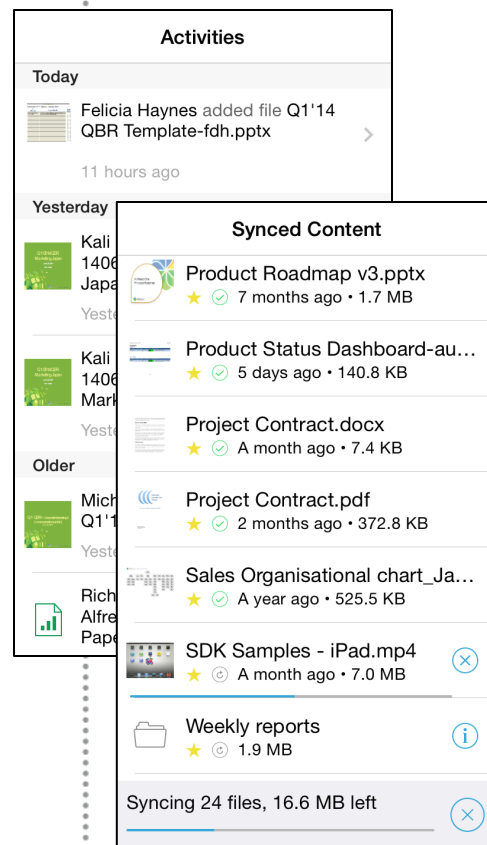 Activities
Today
Felicia Haynes added file Q1'14
QBR Template-fdh.pptx
11 hours ago
Yesterday
Kali
1406
Japa
Yeste
Kali
1406
Mark
Yeste
Older
Mich
Q1'1
Yeste
Rich
Alfre
Pape
Synced Content
Product Roadmap v3.pptx
7 months ago • 1.7 MB
Product Status Dashboard-au…
5 days ago • 140.8 KB
Project Contract.docx
A month ago • 7.4 KB
Project Contract.pdf
2 months ago • 372.8 KB
Sales Organisational chart_Ja…
A year ago • 525.5 KB
SDK Samples - iPad.mp4
A month ago • 7.0 MB
Weekly reports
1.9 MB
Syncing 24 files, 16.6 MB left